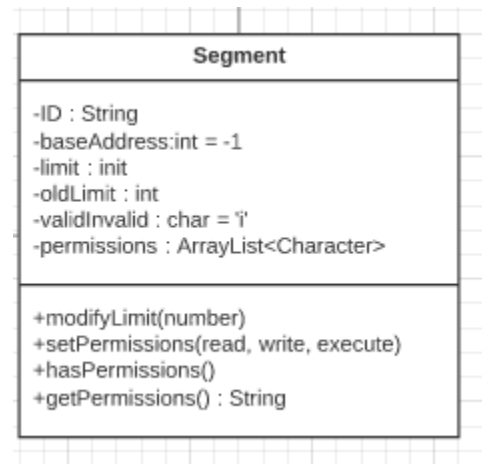 Segment
-ID : String
-baseAddress:int = -1
-limit : init
-oldLimit : int
-validInvalid : char = 'i'
-permissions : ArrayList<Character>
+modifyLimit(number)
+setPermissions(read, write, execute)
+hasPermissions()
+getPermissions() : String